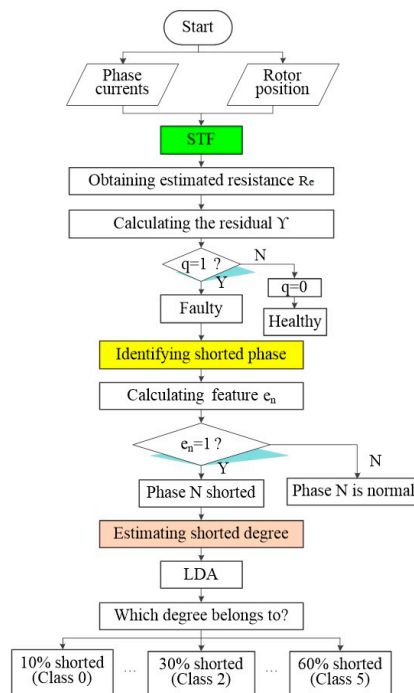 Start
Phase
currents
Rotor
position
STF
Obtaining estimated resistance Re
Calculating the residual ϒ
q=1 ?
N
Y
q=0
Faulty
Healthy
Identifying shorted phase
Calculating feature en
en=1 ?
N
Y
Phase N shorted
Phase N is normal
Estimating shorted degree
LDA
Which degree belongs to?
10% shorted
(Class 0)
...
30% shorted
(Class 2)
...
60% shorted
(Class 5)